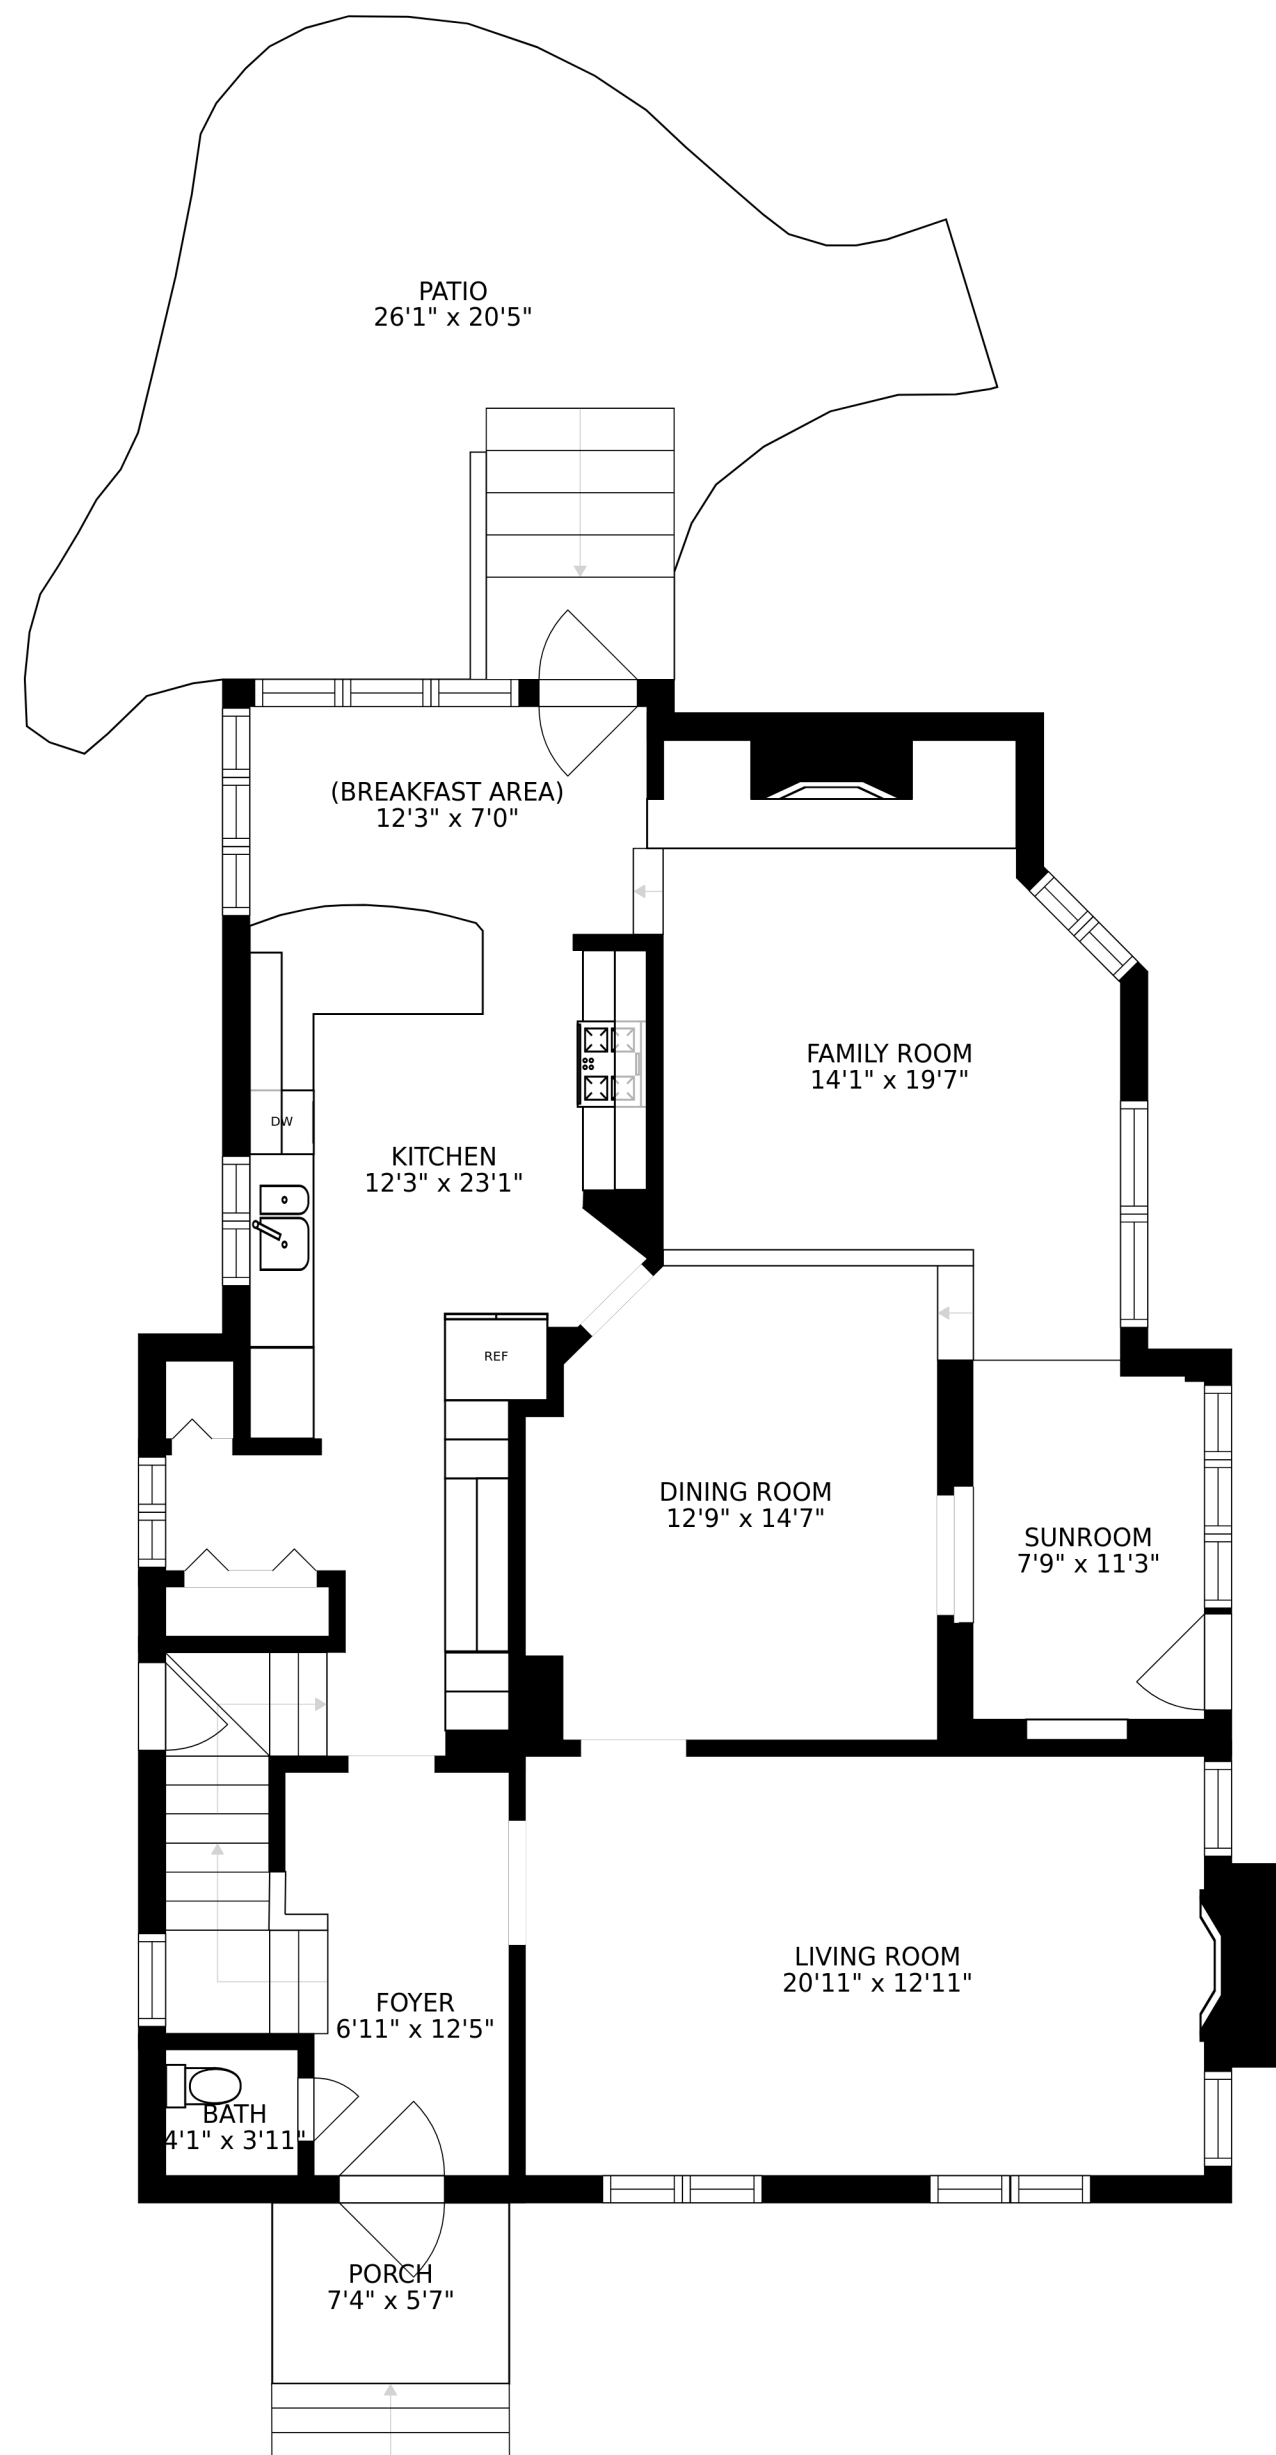 PATIO
26'1" x 20'5"
(BREAKFAST AREA)
12'3" x 7'0"
FAMILY ROOM
14'1" x 19'7"
DW
KITCHEN
12'3" x 23'1"
REF
DINING ROOM
12'9" x 14'7"
SUNROOM
7'9" x 11'3"
LIVING ROOM
20'11" x 12'11"
FOYER
6'11" x 12'5"
BATH
4'1" x 3'11"
PORCH
7'4" x 5'7"